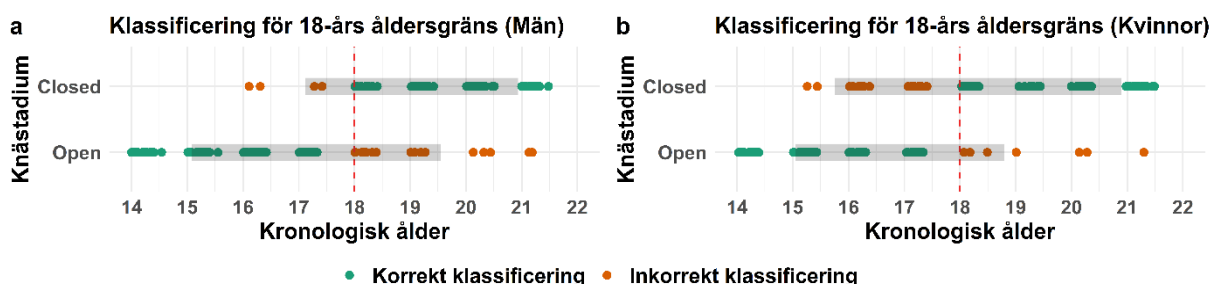 a Klassificering för 18-års åldersgräns (Män)
Knästadium
Closed
Open
14 15 16 17 18 19 20 21 22
Kronologisk ålder
b Klassificering för 18-års åldersgräns (Kvinnor)
Knästadium
Closed
Open
14 15 16 17 18 19 20 21 22
Kronologisk ålder
Korrekt klassificering Inkorrekt klassificering